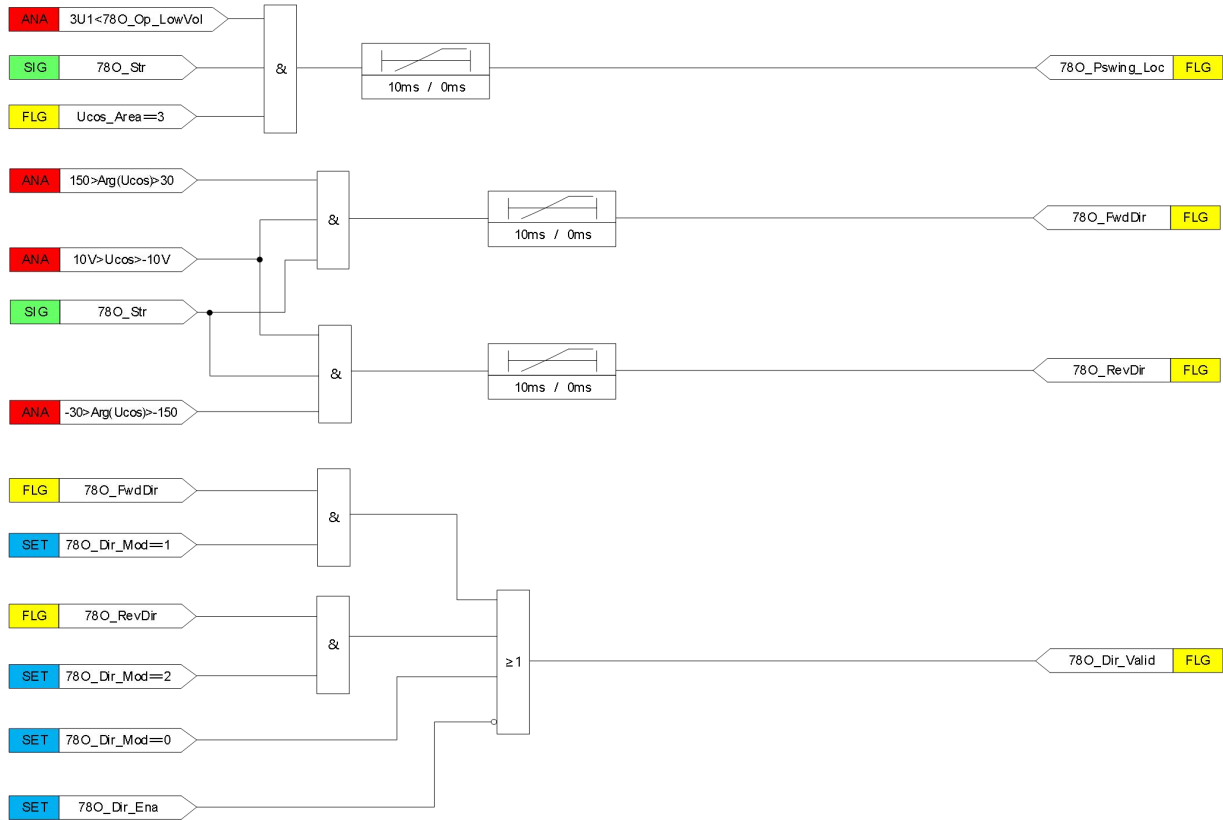 ANA 3U1<78O_Op_LowVol
SIG 78O_Str
&
10ms / 0ms
78O_Pswing_Loc FLG
FLG Ucos_Area==3
ANA 150>Arg(Ucos)>30
&
10ms / 0ms
78O_FwdDir FLG
ANA 10V>Ucos>-10V
SIG 78O_Str
&
10ms / 0ms
78O_RevDir FLG
ANA -30>Arg(Ucos)>-150
FLG 78O_FwdDir
&
SET 78O_Dir_Mod==1
FLG 78O_RevDir
&
SET 78O_Dir_Mod==2
≥1
78O_Dir_Valid FLG
SET 78O_Dir_Mod==0
SET 78O_Dir_Ena